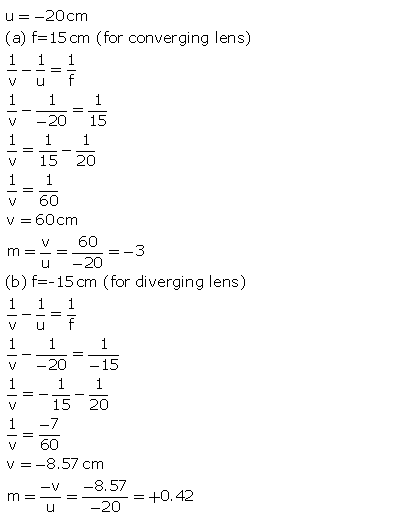 u = −20 cm
(a) f=15 cm (for converging lens)
1/v − 1/u = 1/f
1/v − 1/−20 = 1/15
1/v = 1/15 − 1/20
1/v = 1/60
v = 60 cm
m = v/u = 60/−20 = −3
(b) f=-15 cm (for diverging lens)
1/v − 1/u = 1/f
1/v − 1/−20 = 1/−15
1/v = − 1/15 − 1/20
1/v = −7/60
v = −8.57 cm
m = −v/u = −8.57/−20 = +0.42